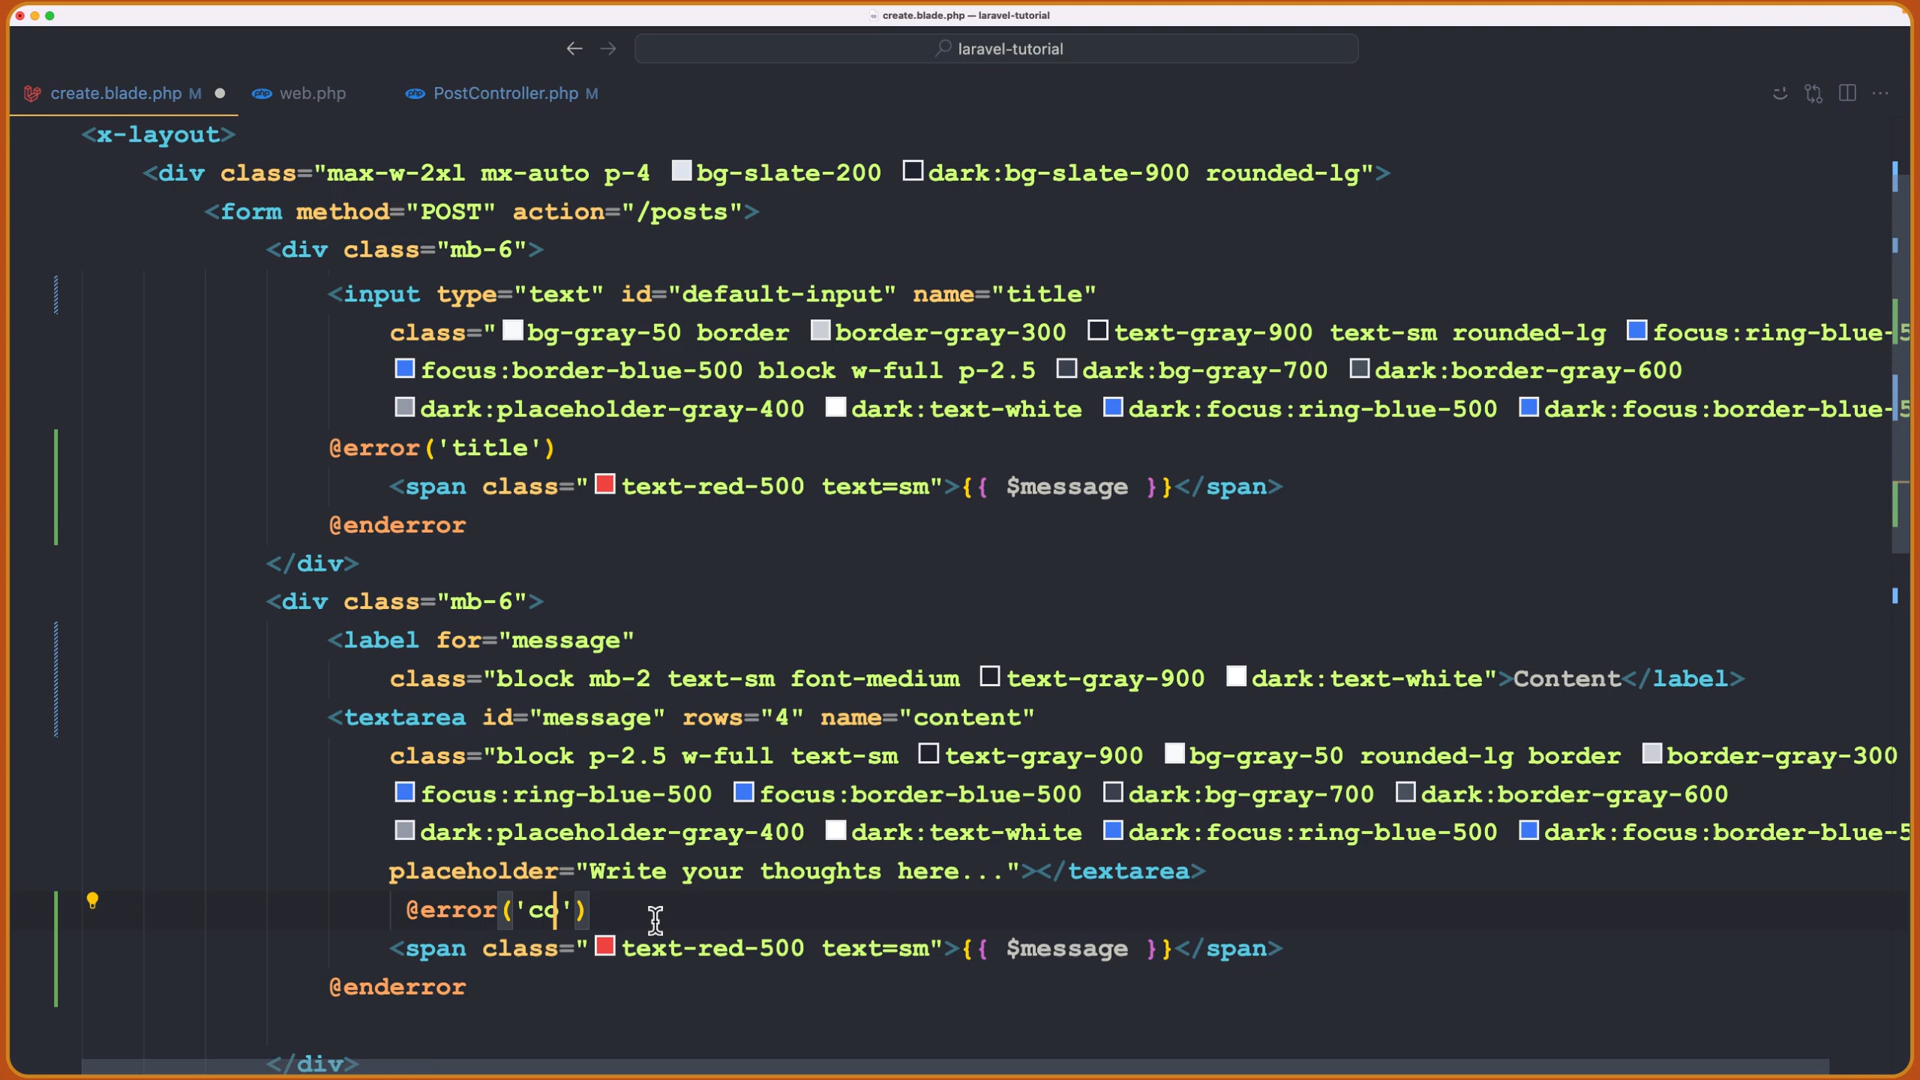 create.blade.php — laravel-tutorial
laravel-tutorial
create.blade.php M
web.php
PostController.php M
<x-layout>
<div class="max-w-2xl mx-auto p-4 bg-slate-200 dark:bg-slate-900 rounded-lg">
<form method="POST" action="/posts">
<div class="mb-6">
<input type="text" id="default-input" name="title"
class="bg-gray-50 border border-gray-300 text-gray-900 text-sm rounded-lg focus:ring-blue-5
focus:border-blue-500 block w-full p-2.5 dark:bg-gray-700 dark:border-gray-600
dark:placeholder-gray-400 dark:text-white dark:focus:ring-blue-500 dark:focus:border-blue-5
@error('title')
<span class="text-red-500 text=sm">{{ $message }}</span>
@enderror
</div>
<div class="mb-6">
<label for="message"
class="block mb-2 text-sm font-medium text-gray-900 dark:text-white">Content</label>
<textarea id="message" rows="4" name="content"
class="block p-2.5 w-full text-sm text-gray-900 bg-gray-50 rounded-lg border border-gray-300
focus:ring-blue-500 focus:border-blue-500 dark:bg-gray-700 dark:border-gray-600
dark:placeholder-gray-400 dark:text-white dark:focus:ring-blue-500 dark:focus:border-blue-5
placeholder="Write your thoughts here..."></textarea>
@error('co')
<span class="text-red-500 text=sm">{{ $message }}</span>
@enderror
</div>